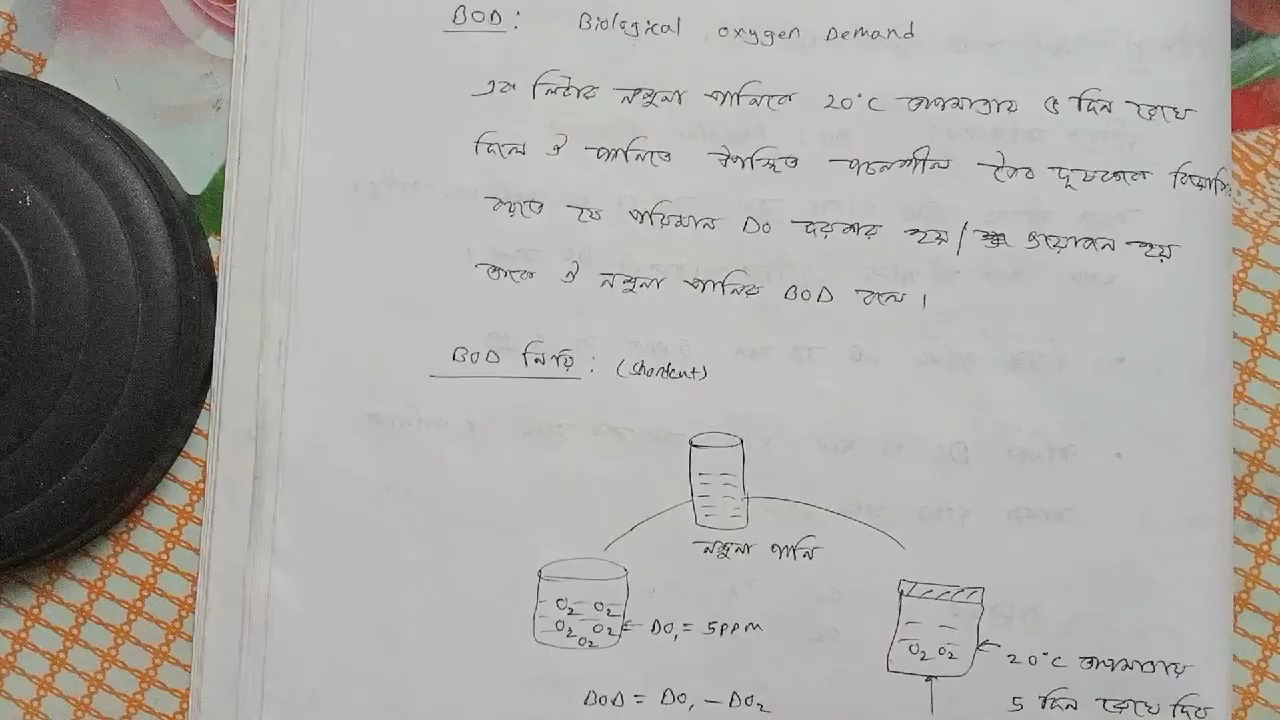 BOD: Biological Oxygen Demand
এক লিটার নমুনা পানিকে 20°C তাপমাত্রায় ৫ দিন রেখে
দিলে ঐ পানিতে উপস্থিত পচনশীল জৈব দূষককে
করতে যে পরিমান DO দরকার হয় / প্রয়োজন হয়
তাকে ঐ নমুনা পানির BOD বলে।
BOD নির্ণয়: (Shortcut)
নমুনা পানি
O₂ O₂
O₂ O₂
O₂
DO₁ = 5ppm
O₂ O₂
20°C তাপমাত্রায়
5 দিন রেখে দিব
BOD = DO₁ - DO₂